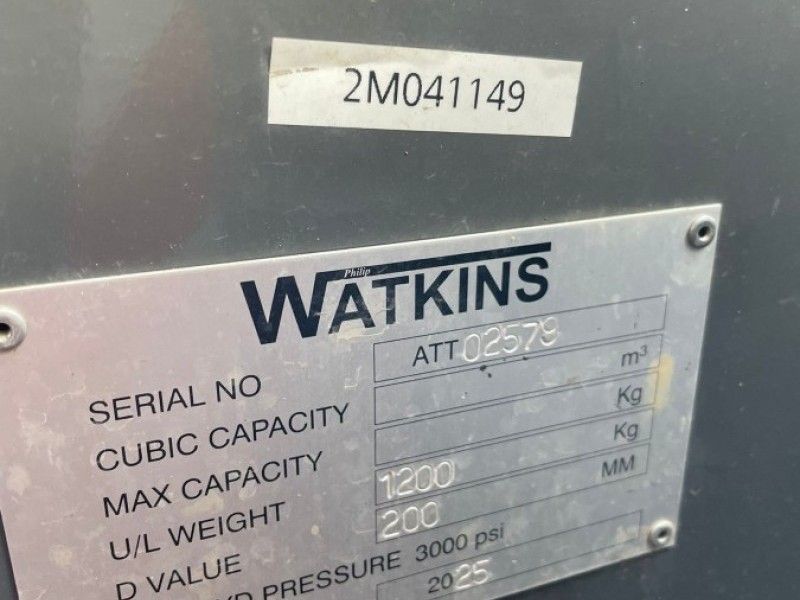 2M041149
Philip
WATKINS
SERIAL NO ATT 02579
CUBIC CAPACITY m³
MAX CAPACITY Kg
U/L WEIGHT 1200 Kg
D VALUE 200 MM
YD PRESSURE 3000 psi
2025